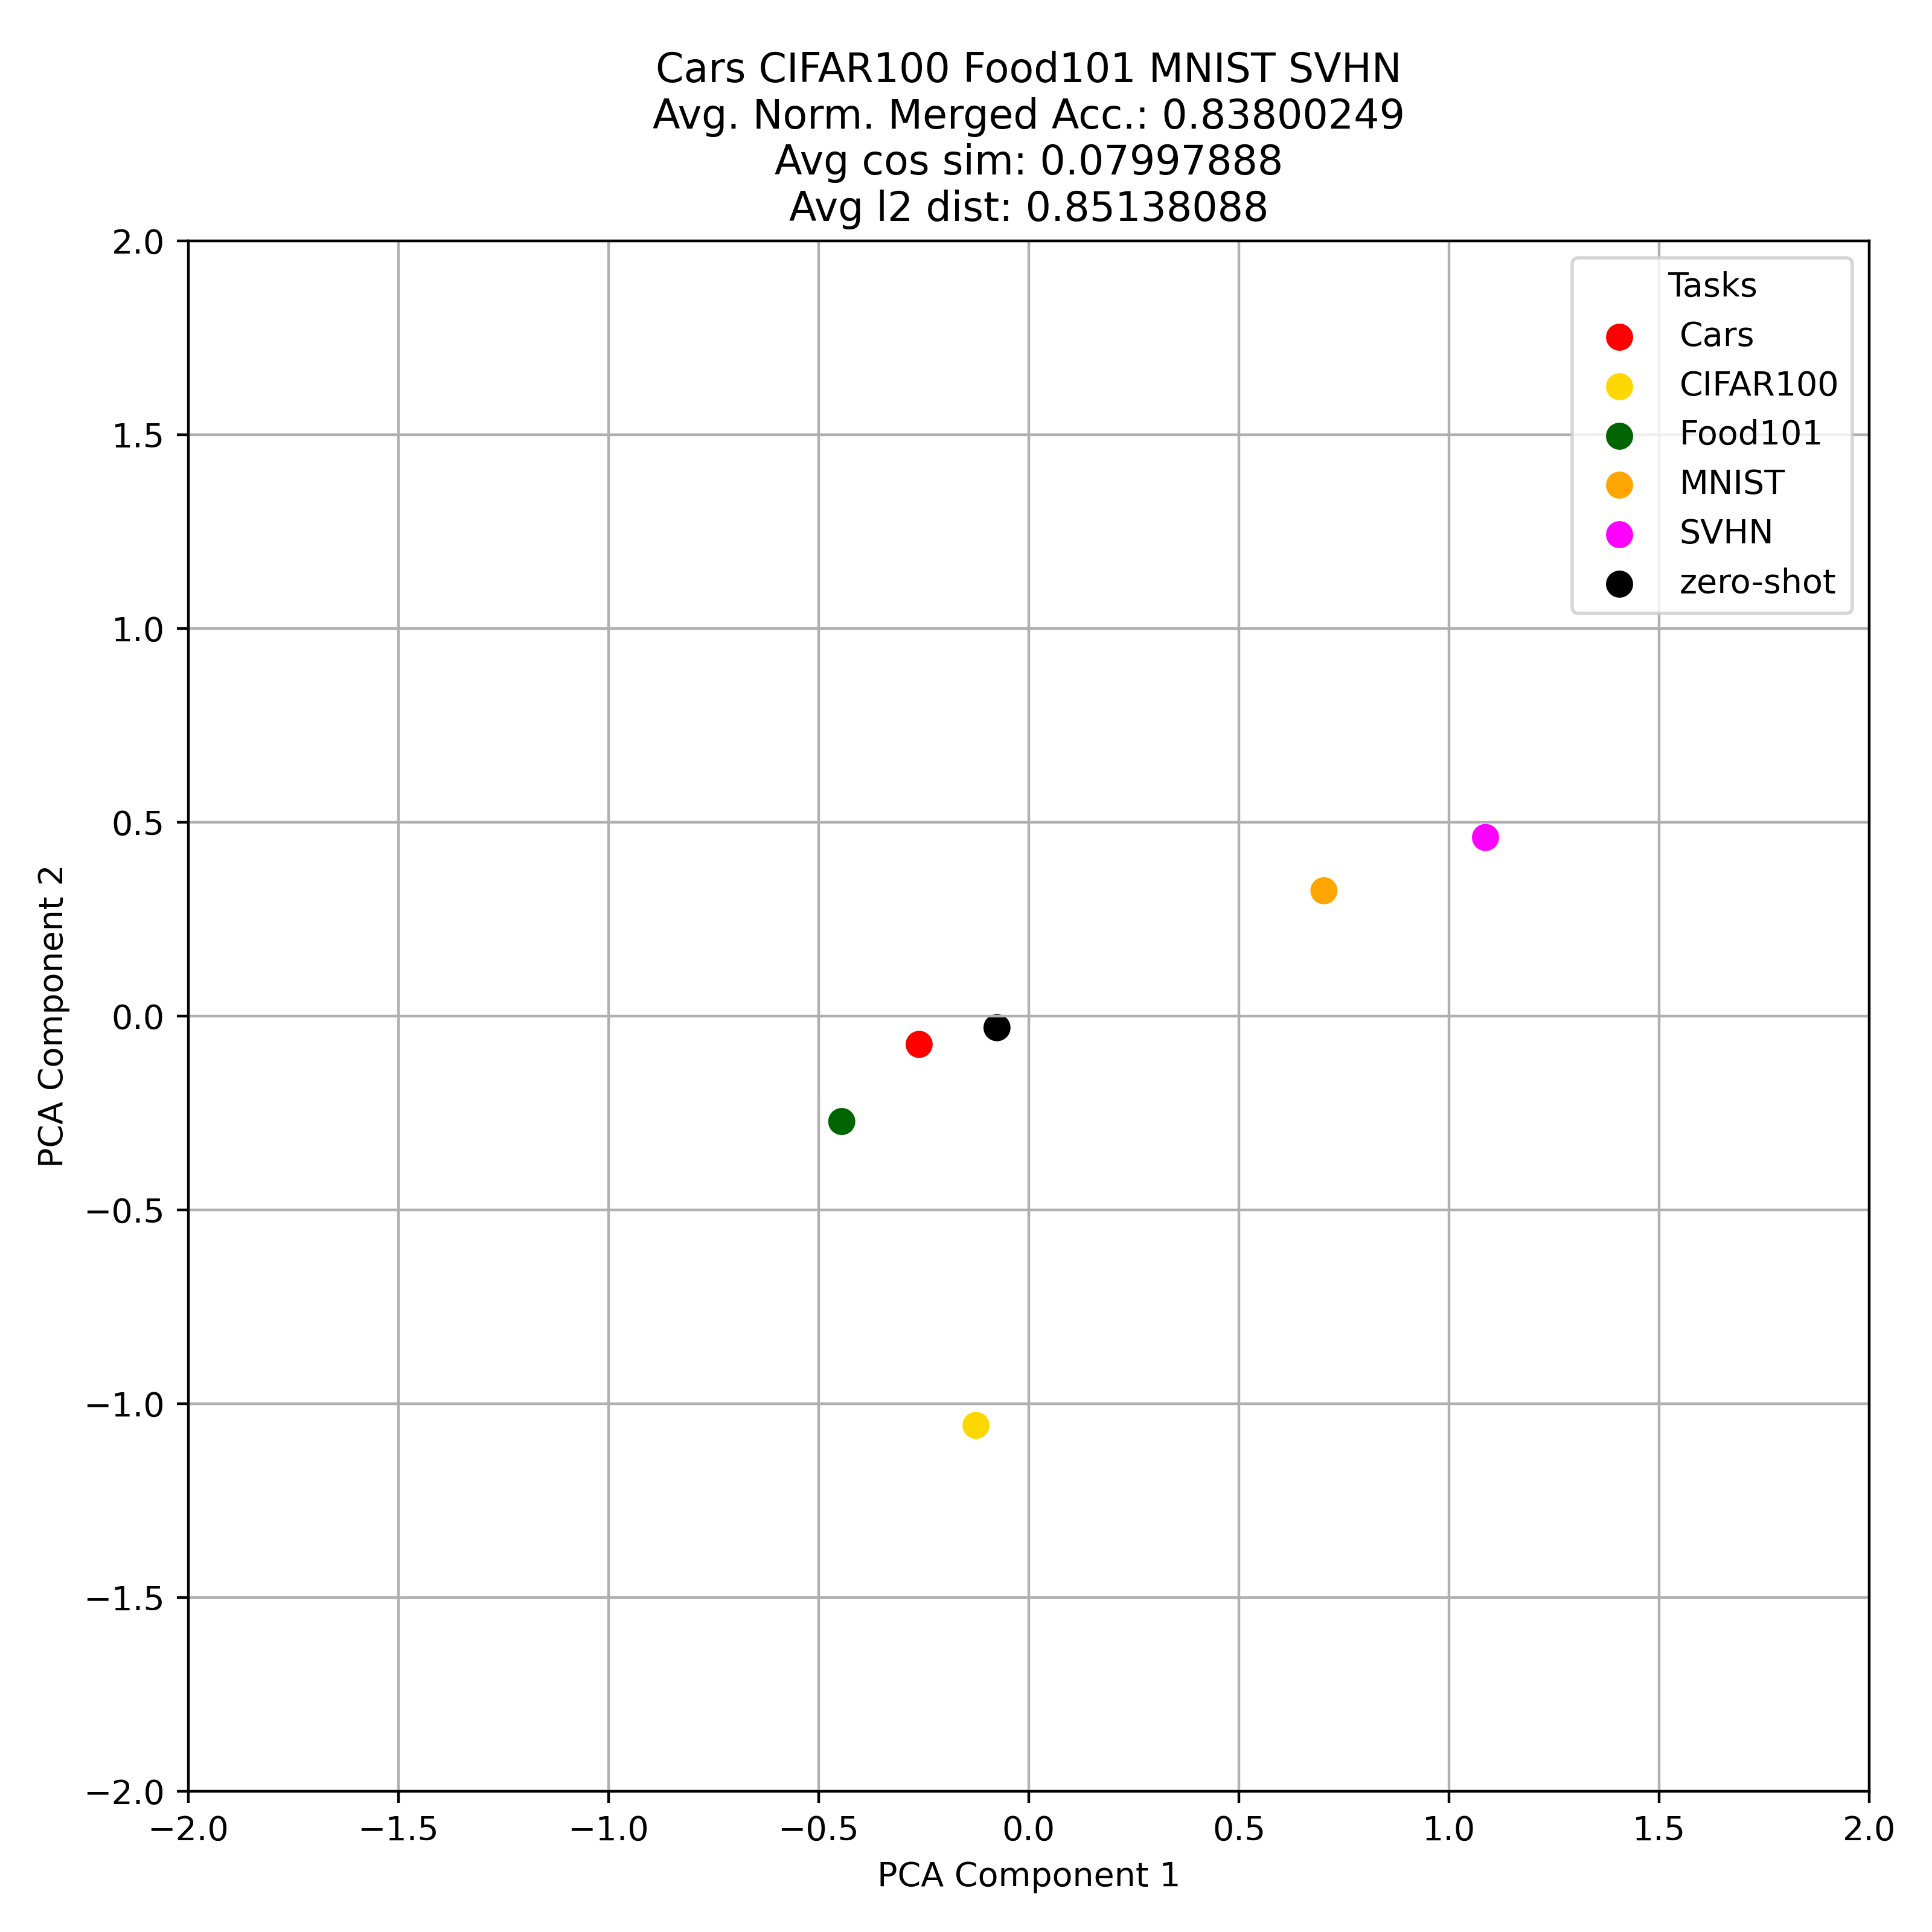 Cars CIFAR100 Food101 MNIST SVHN
Avg. Norm. Merged Acc.: 0.83800249
Avg cos sim: 0.07997888
Avg l2 dist: 0.85138088
Tasks
Cars
CIFAR100
Food101
MNIST
SVHN
zero-shot
2.0
1.5
1.0
0.5
0.0
−0.5
−1.0
−1.5
−2.0
PCA Component 2
−2.0 −1.5 −1.0 −0.5 0.0 0.5 1.0 1.5 2.0
PCA Component 1